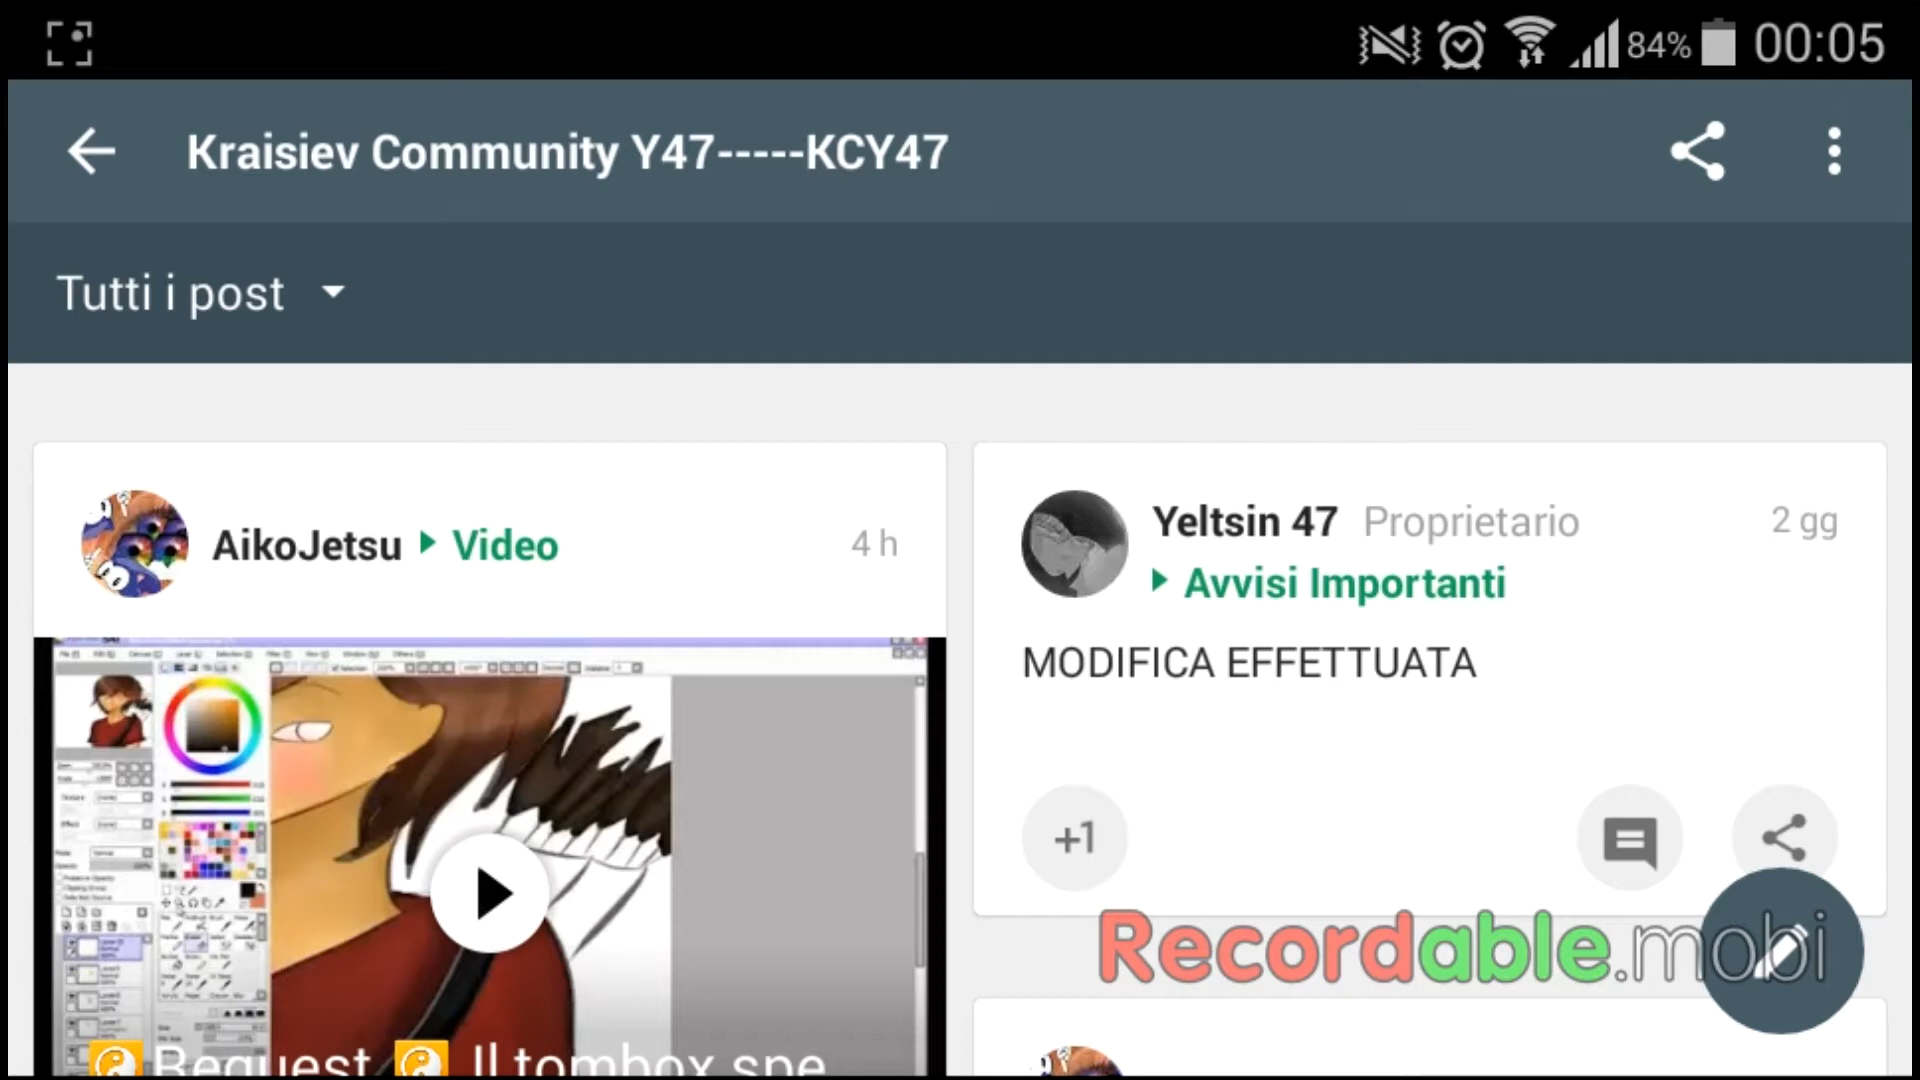 84% 00:05
Kraisiev Community Y47-----KCY47
Tutti i post
AikoJetsu Video 4 h
Yeltsin 47 Proprietario 2 gg
Avvisi Importanti
MODIFICA EFFETTUATA
+1
Recordable.mobi
Request Il tombox spe